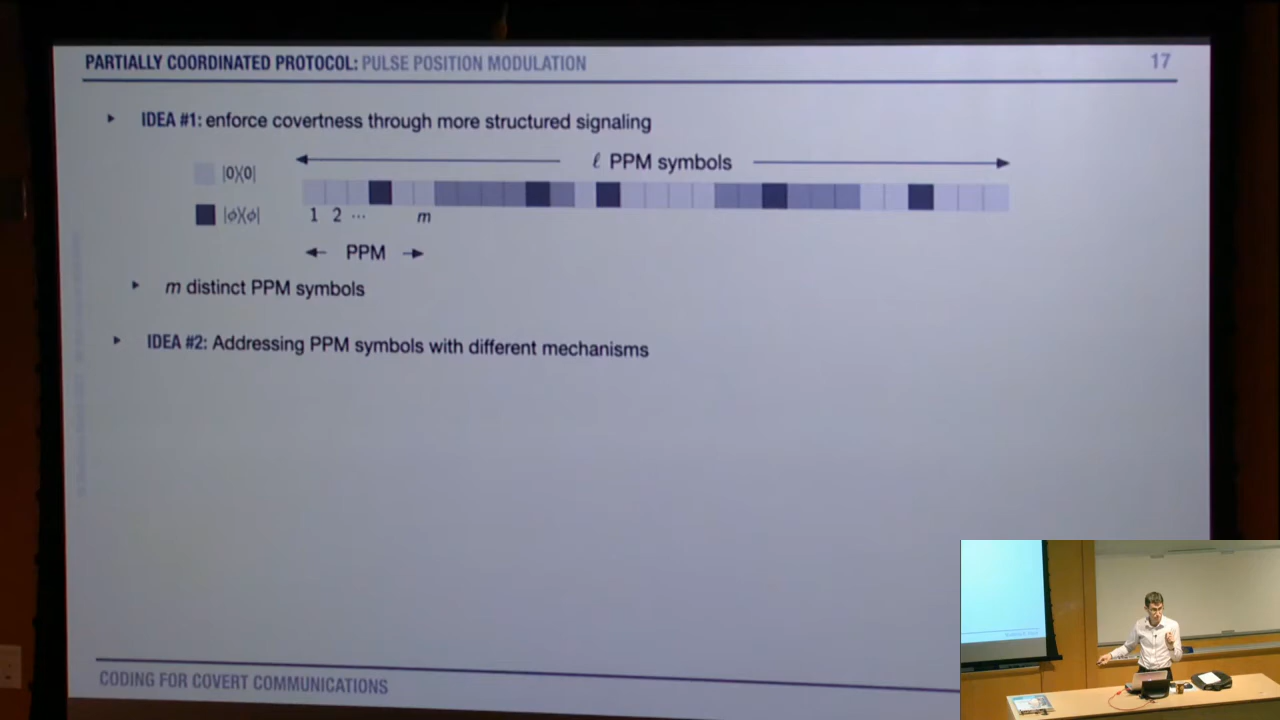 PARTIALLY COORDINATED PROTOCOL: PULSE POSITION MODULATION 17
IDEA #1: enforce covertness through more structured signaling
ℓ PPM symbols
|0⟩⟨0|
|ϕ⟩⟨ϕ|
1 2 ⋯ m
PPM
m distinct PPM symbols
IDEA #2: Addressing PPM symbols with different mechanisms
CODING FOR COVERT COMMUNICATIONS